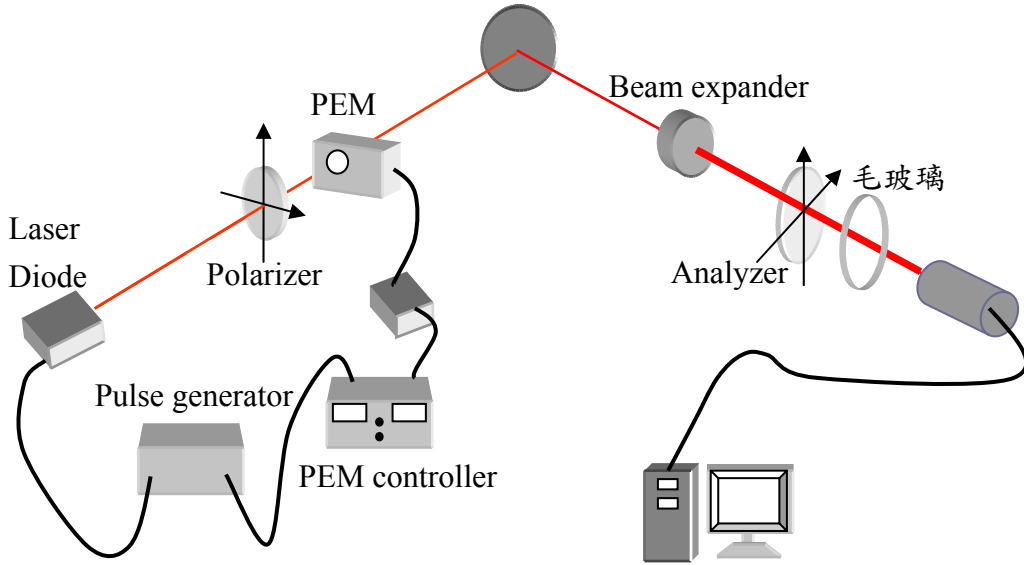 Beam expander
PEM
毛玻璃
Laser
Diode
Polarizer
Analyzer
Pulse generator
PEM controller